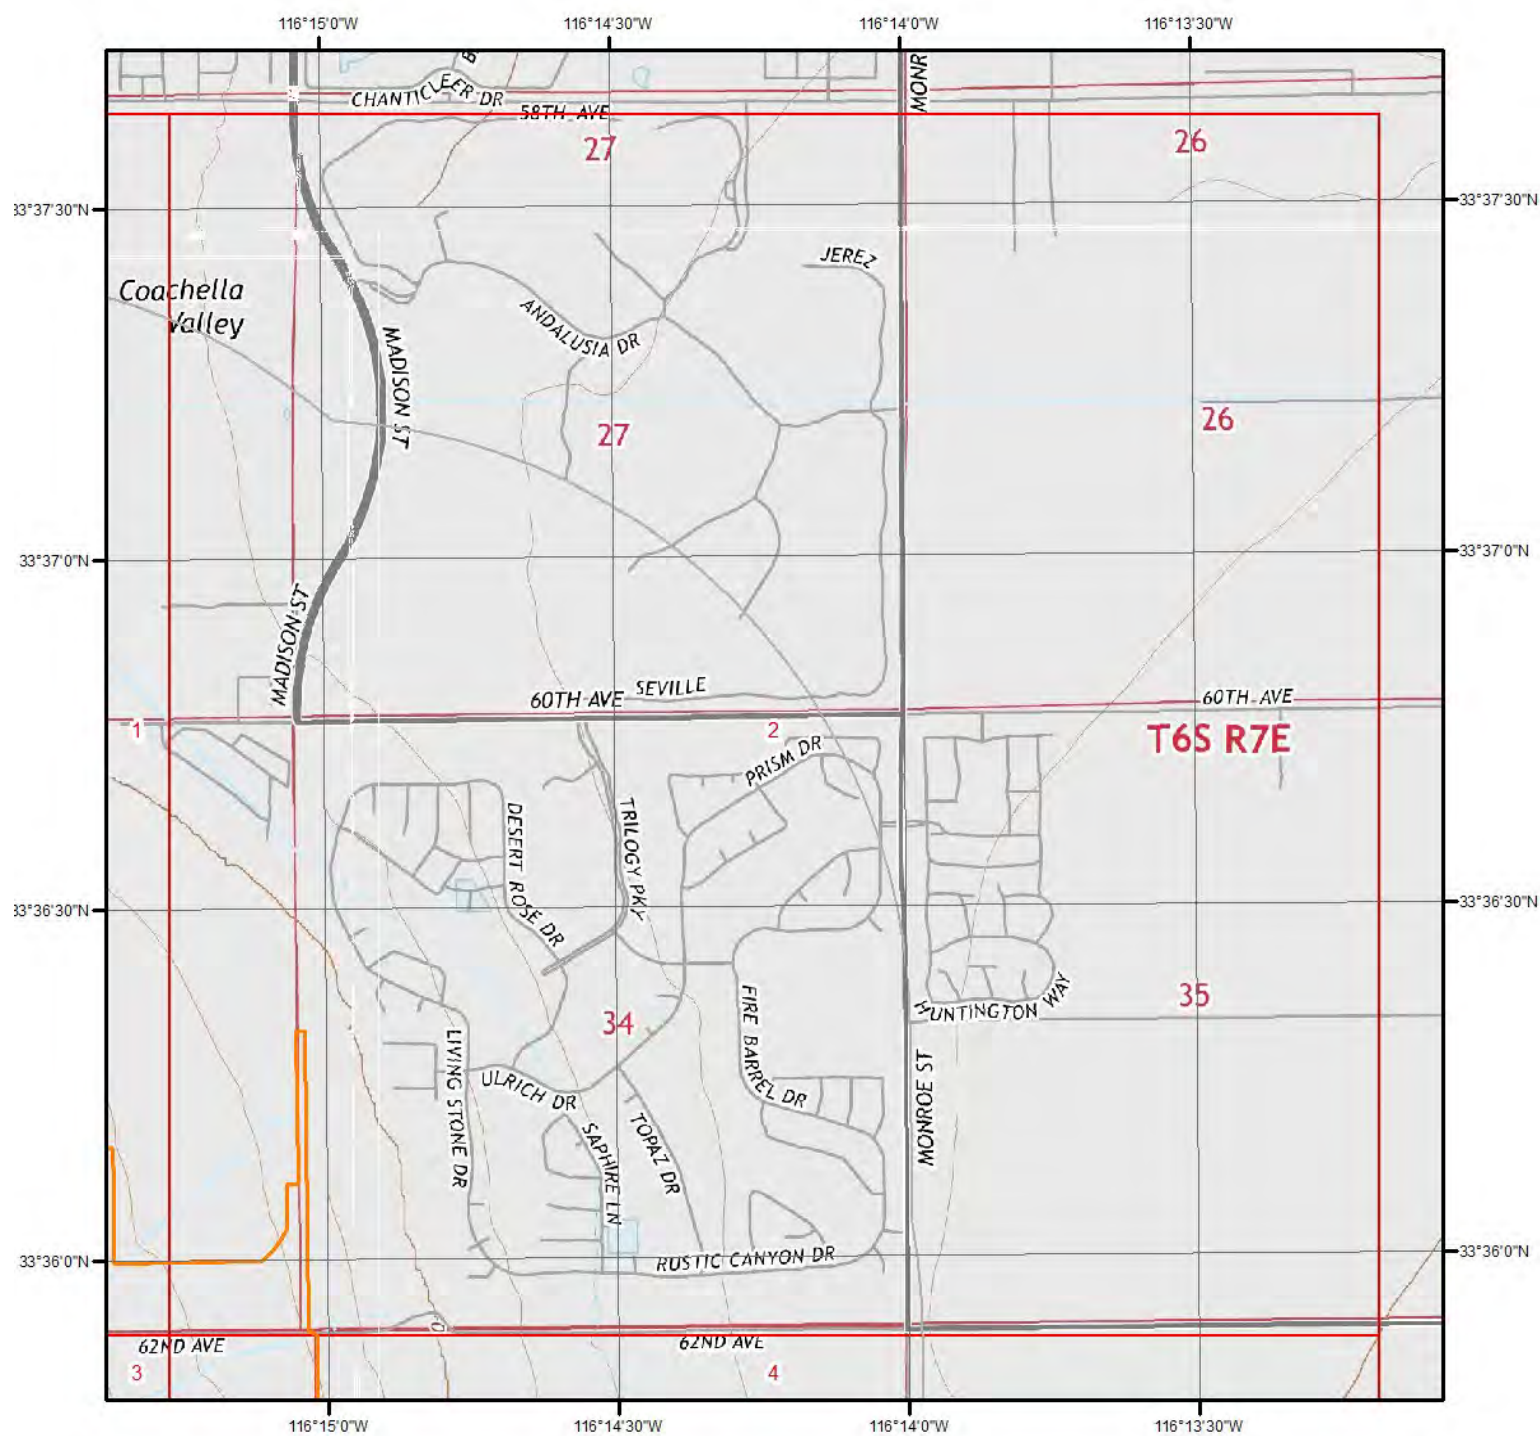 116°15'0"W
116°14'30"W
116°14'0"W
116°13'30"W
CHANTICLEER DR
B
MONR
58TH AVE
27
26
33°37'30"N
33°37'30"N
JEREZ
Coachella
Valley
ANDALUSIA DR
MADISON ST
27
26
33°37'0"N
33°37'0"N
MADISON ST
60TH AVE
SEVILLE
60TH AVE
1
2
T6S R7E
PRISM DR
DESERT ROSE DR
TRILOGY PKY
33°36'30"N
33°36'30"N
FIRE BARREL DR
HUNTINGTON WAY
35
34
LIVING STONE DR
ULRICH DR
MONROE ST
SAPHIRE LN
TOPAZ DR
33°36'0"N
RUSTIC CANYON DR
33°36'0"N
62ND AVE
62ND AVE
3
4
116°15'0"W
116°14'30"W
116°14'0"W
116°13'30"W